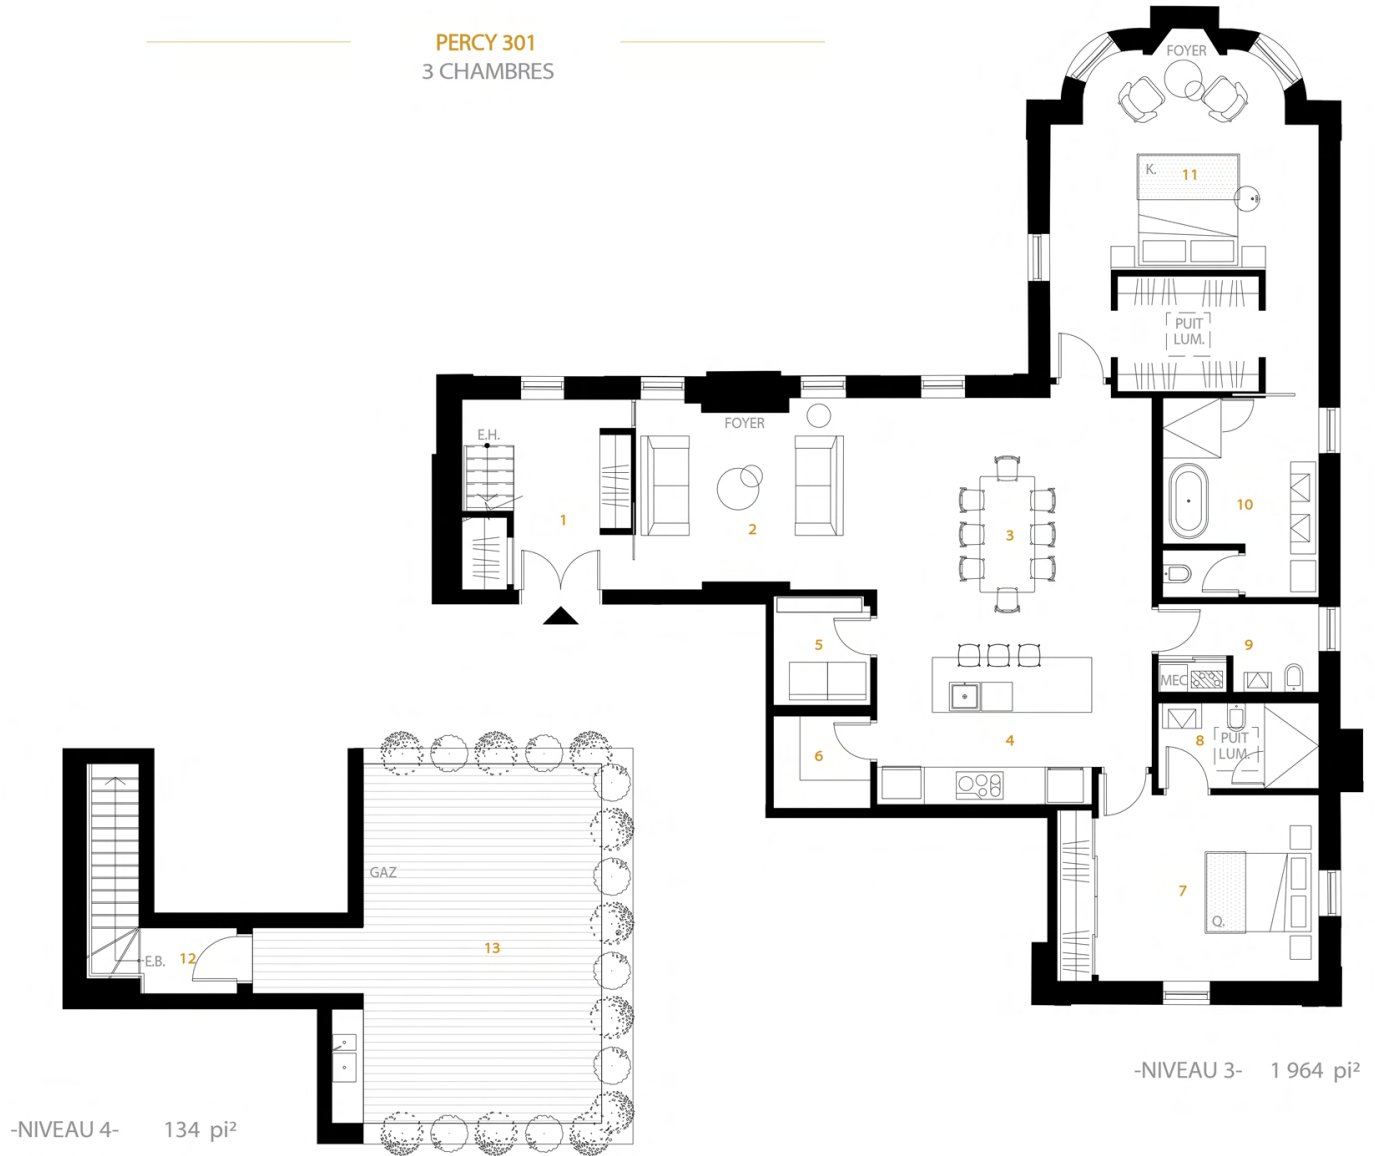 PERCY 301
3 CHAMBRES
FOYER
K.
11
PUIT
LUM.
FOYER
E.H.
1
2
3
10
5
9
MEC
6
4
8
PUIT
LUM.
7
Q.
GAZ
13
12
E.B.
-NIVEAU 3- 1 964 pi²
-NIVEAU 4- 134 pi²